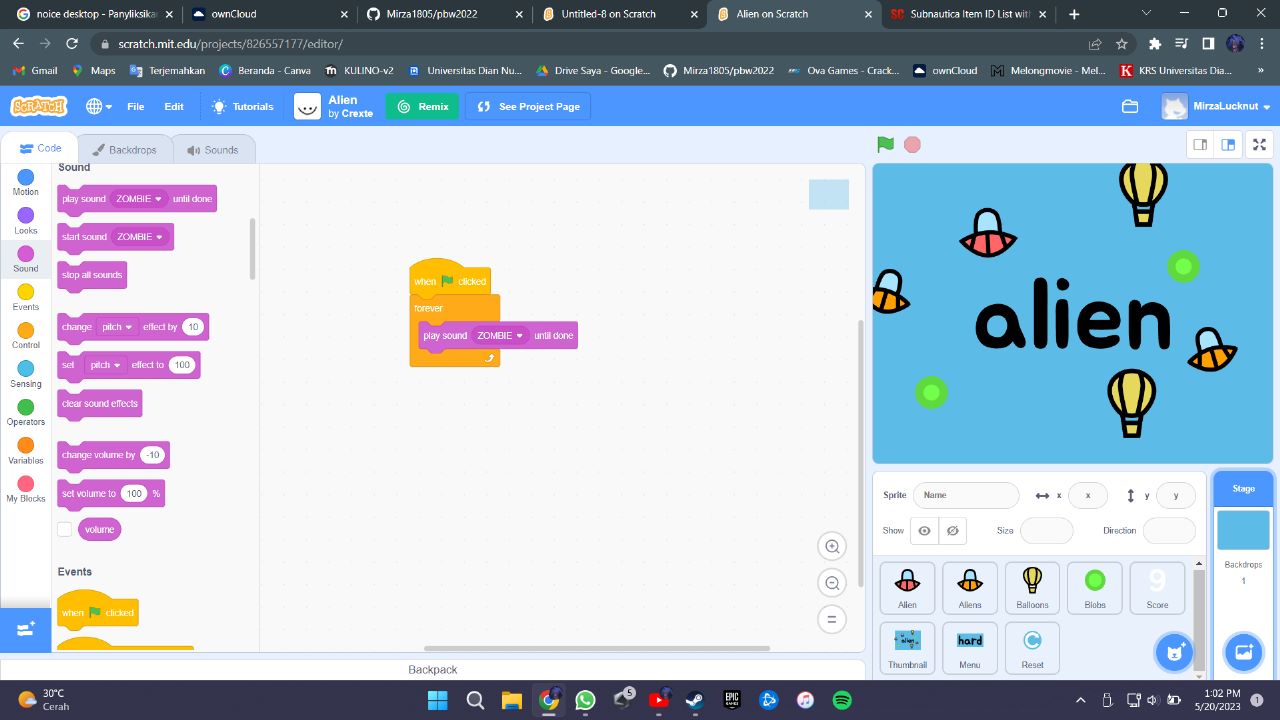 noice desktop - Panyliksikan
ownCloud
Mirza1805/pbw2022
Untitled-8 on Scratch
Alien on Scratch
Subnautica Item ID List with
scratch.mit.edu/projects/826557177/editor/
Gmail
Maps
Terjemahkan
Beranda - Canva
KULINO-v2
Universitas Dian Nu...
Drive Saya - Google...
Mirza1805/pbw2022
Ova Games - Crack...
ownCloud
Melongmovie - Mel...
KRS Universitas Dia...
»
SCRATCH
File
Edit
Tutorials
Alien
by Crexte
Remix
See Project Page
MirzaLucknut
Code
Backdrops
Sounds
Motion
Looks
Sound
Events
Control
Sensing
Operators
Variables
My Blocks
Sound
play sound ZOMBIE until done
start sound ZOMBIE
stop all sounds
change pitch effect by 10
set pitch effect to 100
clear sound effects
change volume by -10
set volume to 100 %
volume
Events
when clicked
when clicked
forever
play sound ZOMBIE until done
Backpack
alien
Sprite
Name
x
x
y
y
Show
Size
Direction
Stage
Backdrops
1
Alien
Aliens
Balloons
Blobs
9
Score
Thumbnail
hard
Menu
Reset
30°C
Cerah
5
EPIC
GAMES
1:02 PM
5/20/2023
1